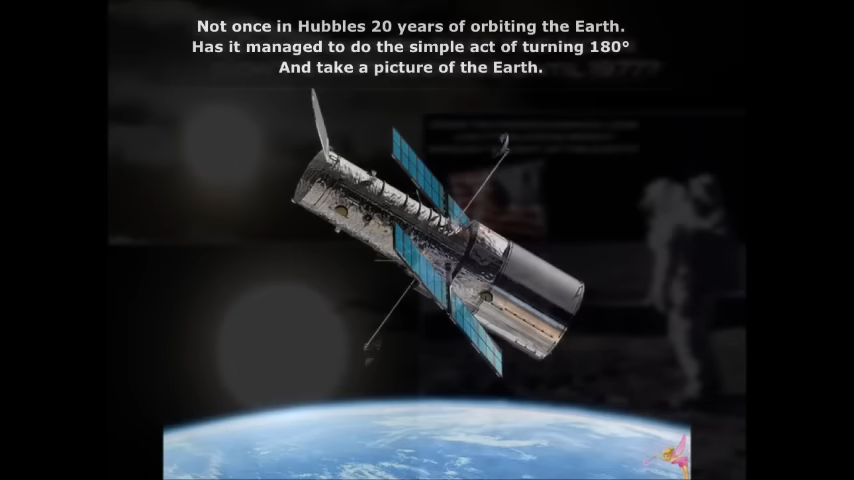 Not once in Hubbles 20 years of orbiting the Earth.
Has it managed to do the simple act of turning 180°
And take a picture of the Earth.